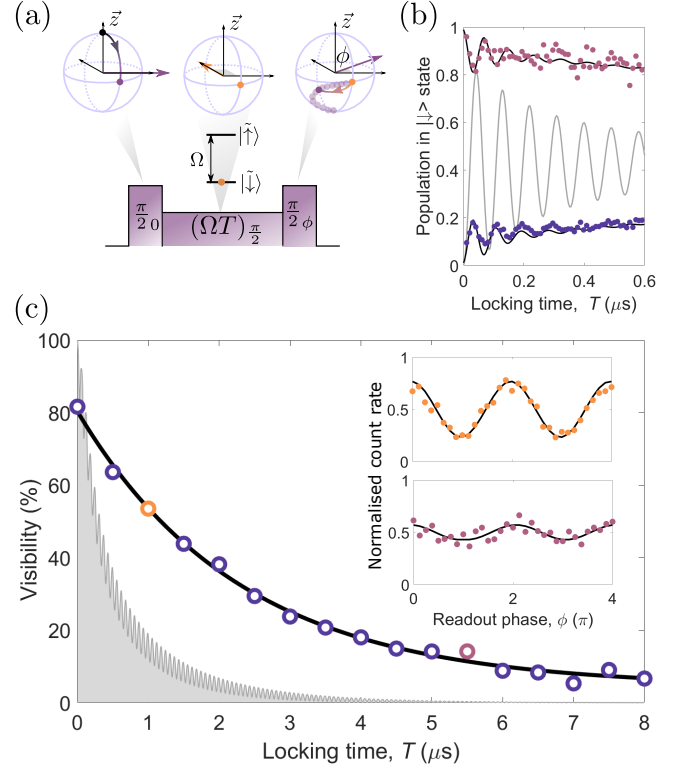 (a)
z⃗
z⃗
z⃗
ϕ
|↑̃⟩
Ω
|↓̃⟩
π/2 0
(ΩT) π/2
π/2 ϕ
(b)
Population in |↓> state
1
0.8
0.6
0.4
0.2
0
0 0.2 0.4 0.6
Locking time, T (μs)
(c)
Visibility (%)
100
80
60
40
20
0
0 1 2 3 4 5 6 7 8
Locking time, T (μs)
Normalised count rate
1
0.5
0
1
0.5
0
0 2 4
Readout phase, ϕ (π)